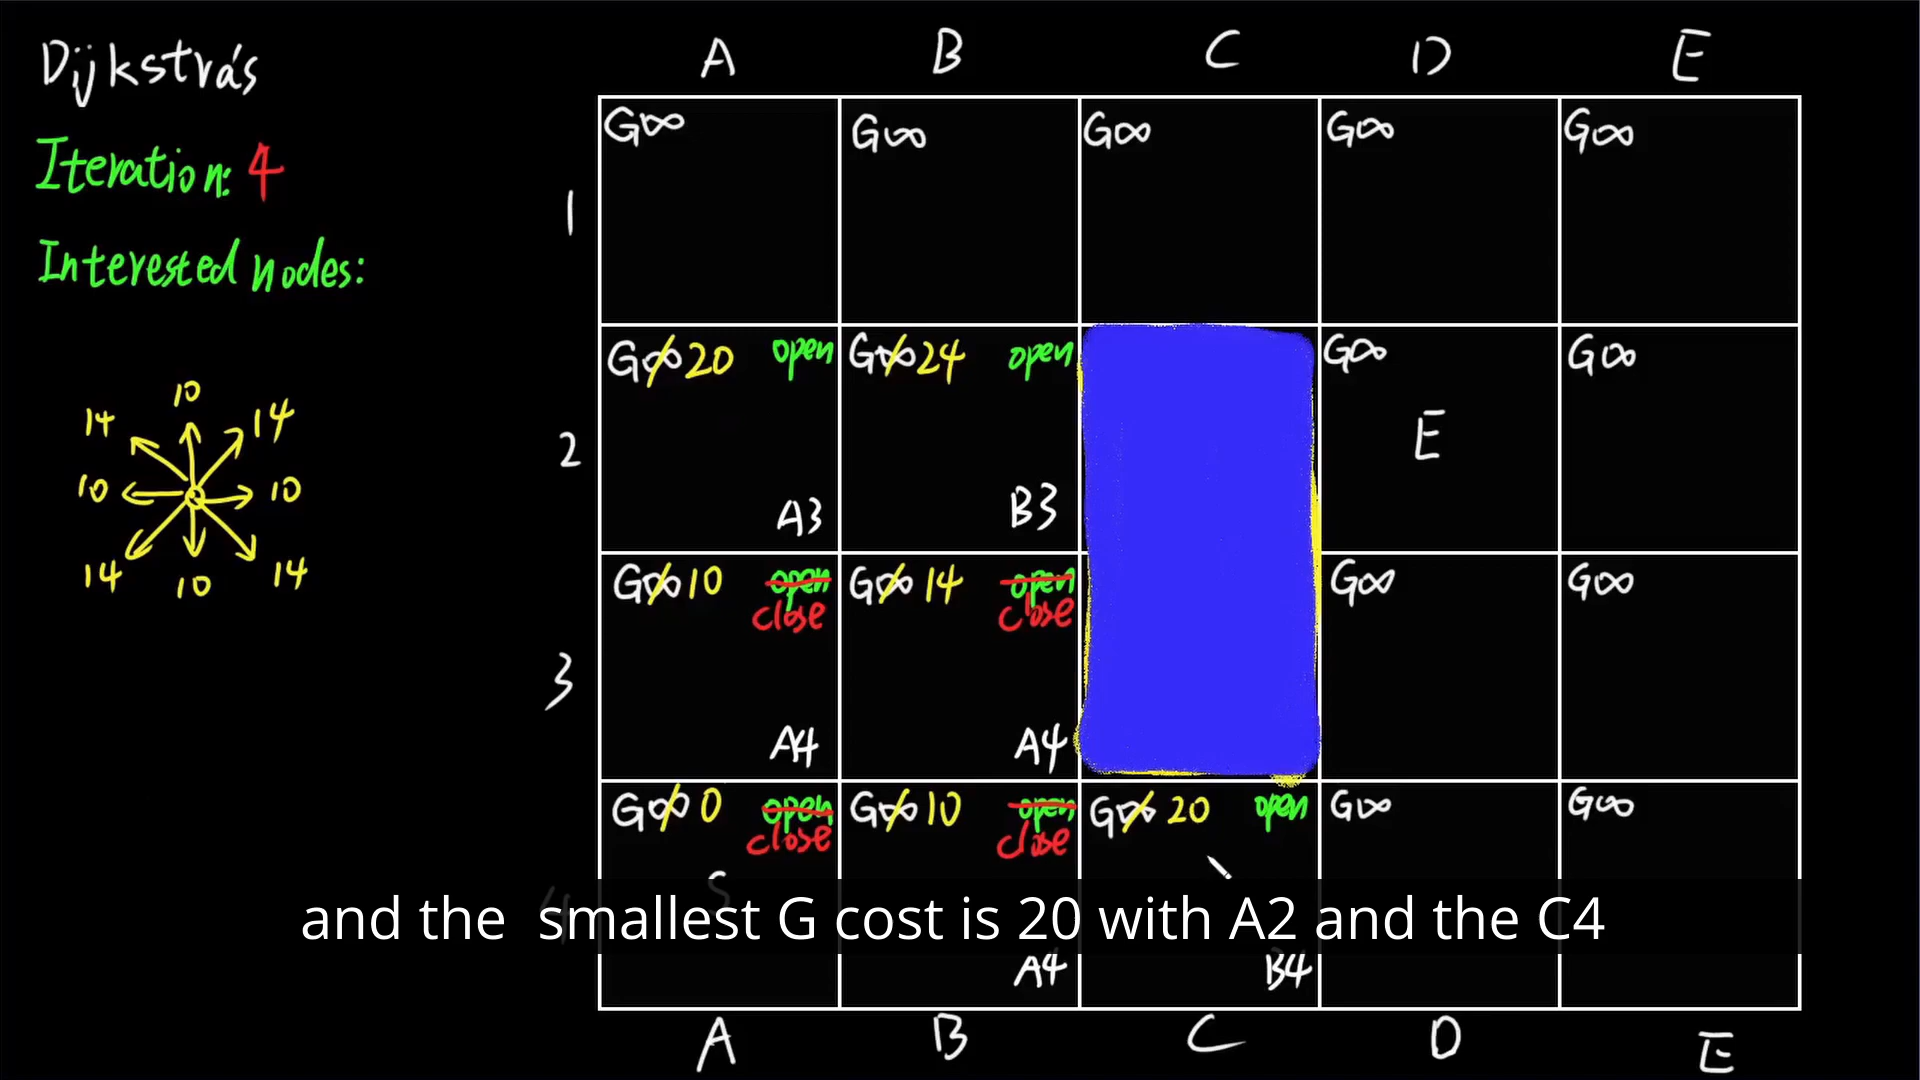 Dijkstra's
Iteration: 4
Interested nodes:
14 10 14
10 10
14 10 14
A B C D E
1
G∞ G∞ G∞ G∞ G∞
2
G∞ 20 open G∞ 24 open G∞ G∞
E
A3 B3
3
G∞ 10 open close G∞ 14 open close G∞ G∞
A4 A4
G∞ 0 open close G∞ 10 open close G∞ 20 open G∞ G∞
and the smallest G cost is 20 with A2 and the C4
A4 B4
A B C D E